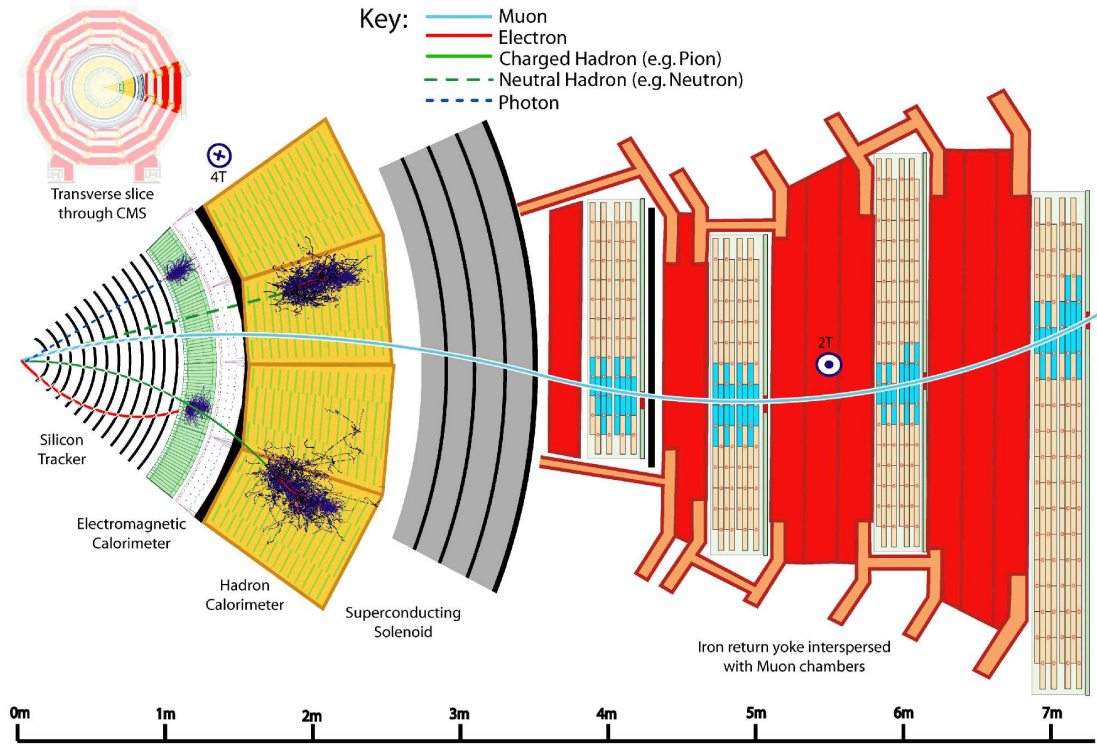 Key:
Muon
Electron
Charged Hadron (e.g. Pion)
Neutral Hadron (e.g. Neutron)
Photon
Transverse slice
through CMS
4T
2T
Silicon
Tracker
Electromagnetic
Calorimeter
Hadron
Calorimeter
Superconducting
Solenoid
Iron return yoke interspersed
with Muon chambers
0m 1m 2m 3m 4m 5m 6m 7m